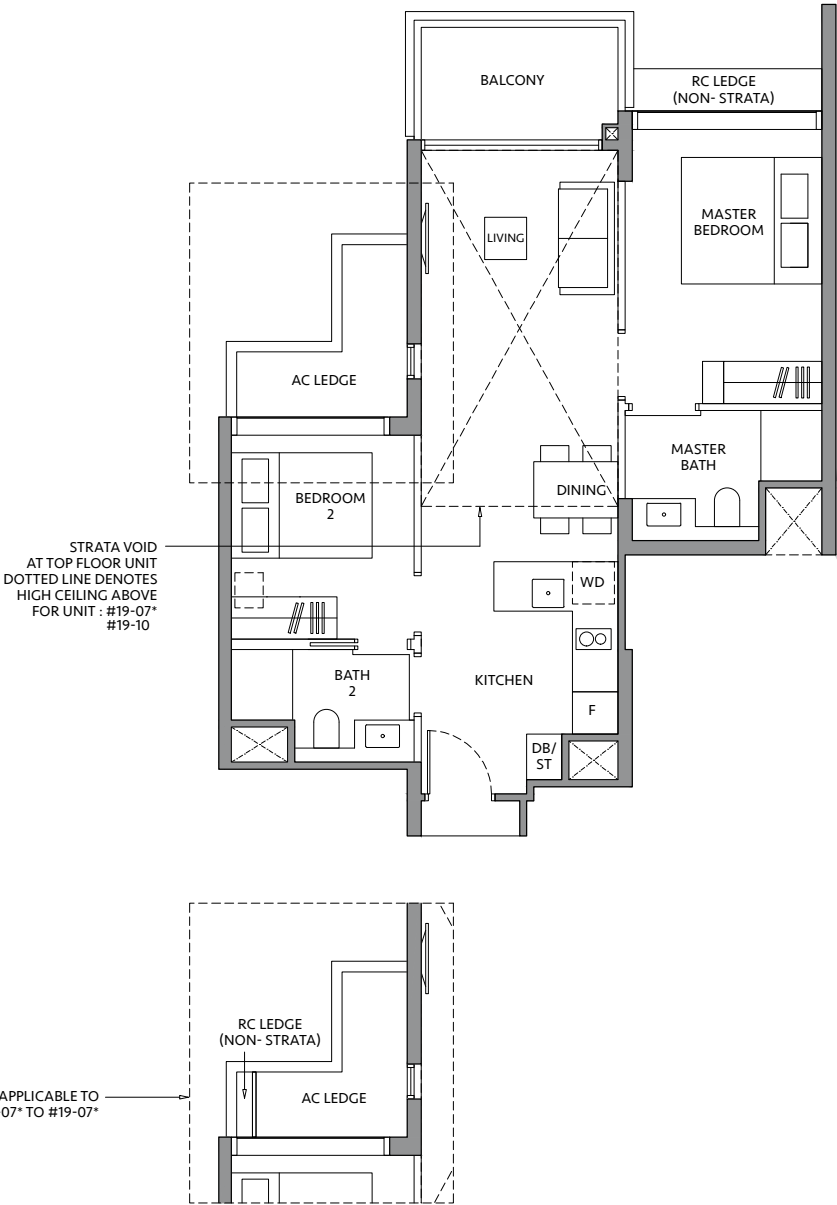 BALCONY
RC LEDGE
(NON- STRATA)
LIVING
MASTER
BEDROOM
AC LEDGE
MASTER
BATH
BEDROOM
2
DINING
STRATA VOID
AT TOP FLOOR UNIT
DOTTED LINE DENOTES
HIGH CEILING ABOVE
FOR UNIT : #19-07*
#19-10
WD
KITCHEN
BATH
2
F
DB/
ST
RC LEDGE
(NON- STRATA)
AC LEDGE
APPLICABLE TO
-07* TO #19-07*